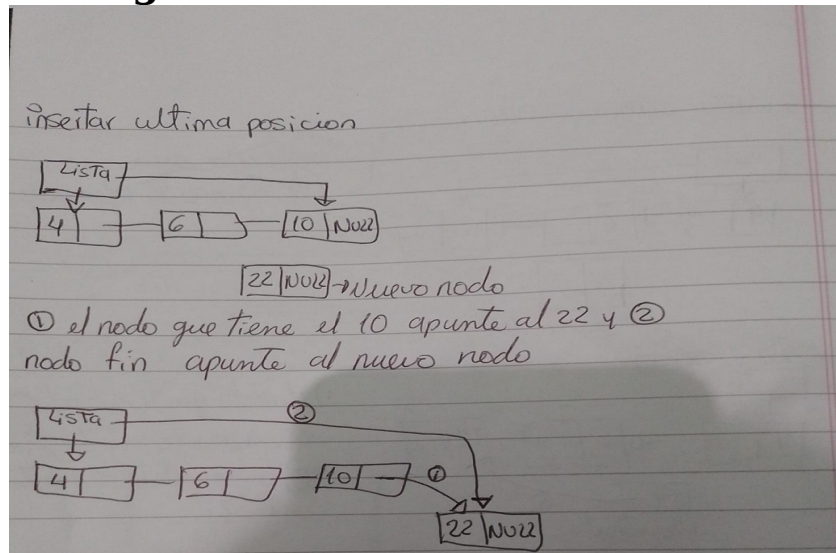 insertar ultima posicion
Lista
4 6 10 NULL
22 NULL → Nuevo nodo
① el nodo que tiene el 10 apunte al 22 y ②
nodo fin apunte al nuevo nodo
Lista ②
4 6 10 ①
22 NULL